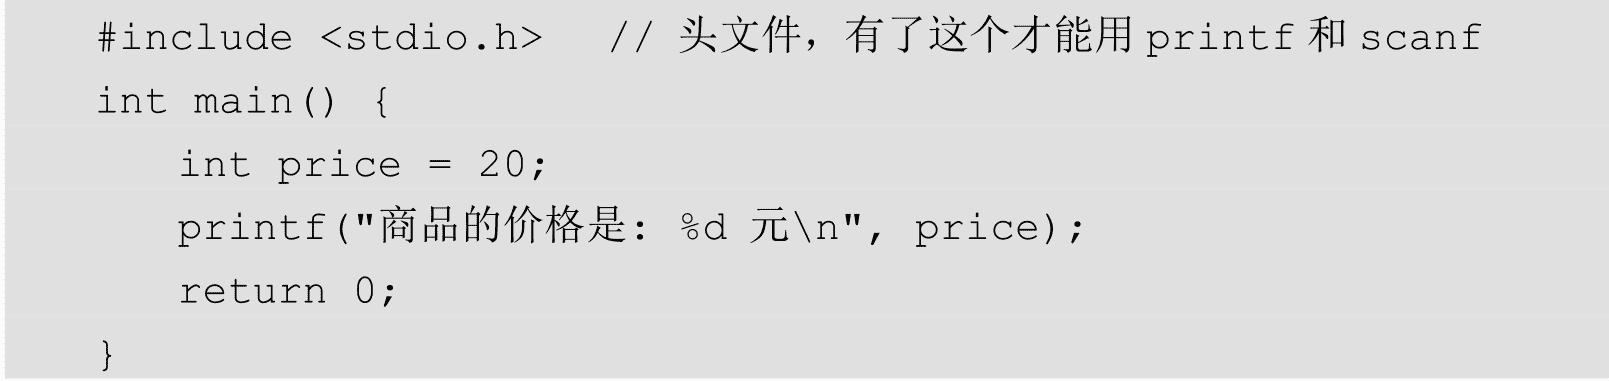 #include <stdio.h>   // 头文件，有了这个才能用 printf 和 scanf
int main() {
   int price = 20;
   printf("商品的价格是: %d 元\n", price);
   return 0;
}